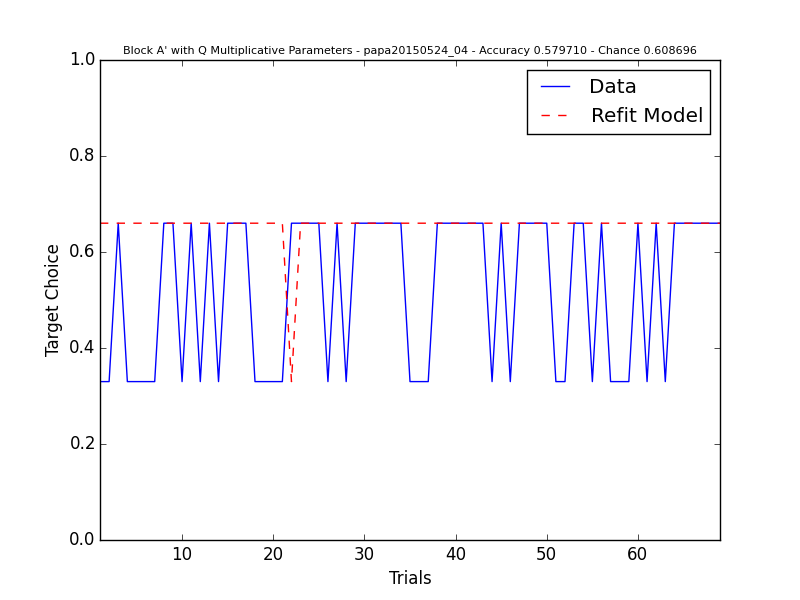 Block A' with Q Multiplicative Parameters - papa20150524_04 - Accuracy 0.579710 - Chance 0.608696
1.0
Data
Refit Model
0.8
0.6
Target Choice
0.4
0.2
0.0
10 20 30 40 50 60
Trials